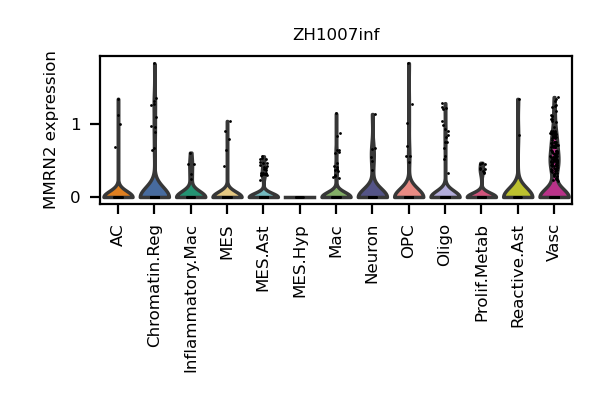 ZH1007inf
MMRN2 expression
1
0
AC
Chromatin.Reg
Inflammatory.Mac
MES
MES.Ast
MES.Hyp
Mac
Neuron
OPC
Oligo
Prolif.Metab
Reactive.Ast
Vasc